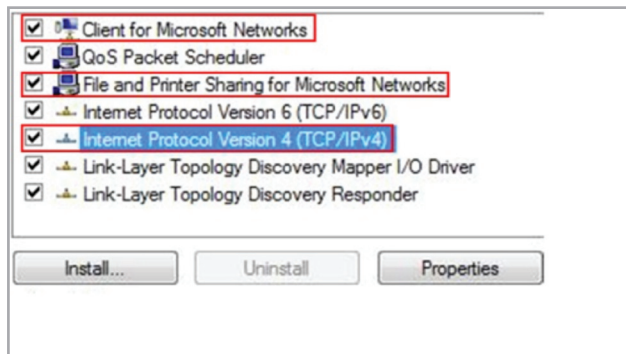 Client for Microsoft Networks
QoS Packet Scheduler
File and Printer Sharing for Microsoft Networks
Internet Protocol Version 6 (TCP/IPv6)
Internet Protocol Version 4 (TCP/IPv4)
Link-Layer Topology Discovery Mapper I/O Driver
Link-Layer Topology Discovery Responder
Install... Uninstall Properties